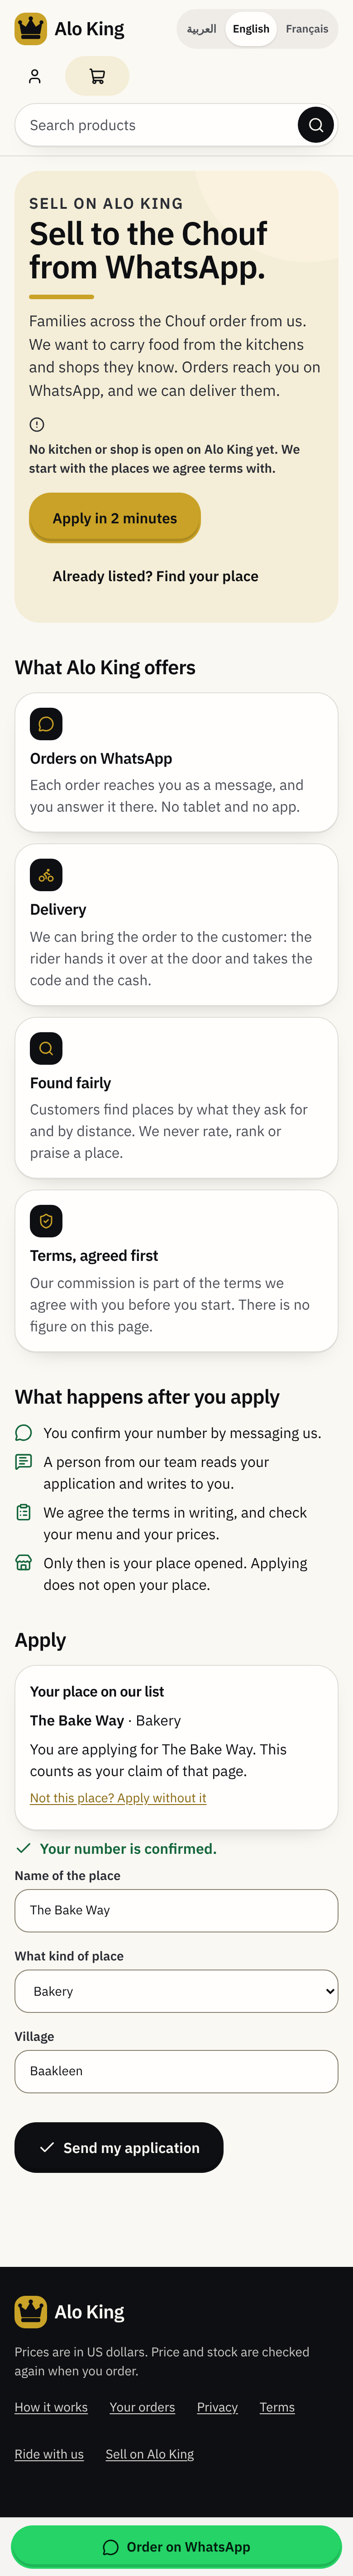 Alo King
العربية
English
Français
Search products
SELL ON ALO KING
Sell to the Chouf
from WhatsApp.
Families across the Chouf order from us.
We want to carry food from the kitchens
and shops they know. Orders reach you on
WhatsApp, and we can deliver them.
No kitchen or shop is open on Alo King yet. We
start with the places we agree terms with.
Apply in 2 minutes
Already listed? Find your place
What Alo King offers
Orders on WhatsApp
Each order reaches you as a message, and
you answer it there. No tablet and no app.
Delivery
We can bring the order to the customer: the
rider hands it over at the door and takes the
code and the cash.
Found fairly
Customers find places by what they ask for
and by distance. We never rate, rank or
praise a place.
Terms, agreed first
Our commission is part of the terms we
agree with you before you start. There is no
figure on this page.
What happens after you apply
You confirm your number by messaging us.
A person from our team reads your
application and writes to you.
We agree the terms in writing, and check
your menu and your prices.
Only then is your place opened. Applying
does not open your place.
Apply
Your place on our list
The Bake Way · Bakery
You are applying for The Bake Way. This
counts as your claim of that page.
Not this place? Apply without it
Your number is confirmed.
Name of the place
The Bake Way
What kind of place
Bakery
Village
Baakleen
Send my application
Alo King
Prices are in US dollars. Price and stock are checked
again when you order.
How it works
Your orders
Privacy
Terms
Ride with us
Sell on Alo King
Order on WhatsApp